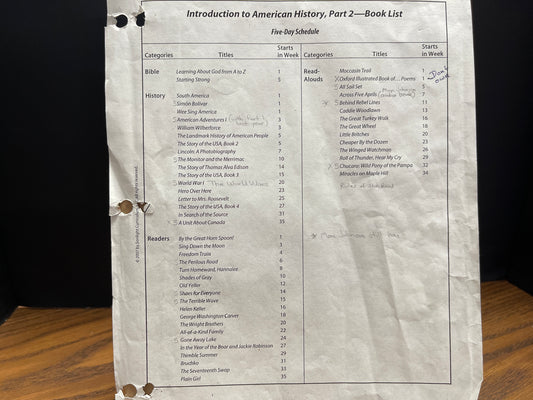 Introduction to American History, Part 2—Book List
Five-Day Schedule
Categories Titles Starts in Week
Bible Learning About God from A to Z 1
Starting Strong 5
History South America 1
Simón Bolívar 1
Wee Sing America 1
American Adventures I 3
William Wilberforce 3
The Landmark History of American People 5
The Story of the USA, Book 2 5
Lincoln: A Photobiography 7
The Monitor and the Merrimac 10
The Story of Thomas Alva Edison 14
The Story of the USA, Book 3 15
World War I The World Wars 20
Hero Over Here 23
Letter to Mrs. Roosevelt 25
The Story of the USA, Book 4 27
In Search of the Source 31
A Unit About Canada 35
Readers By the Great Horn Spoon! 1
Sing Down the Moon 3
Freedom Train 4
The Perilous Road 6
Turn Homeward, Hannalee 8
Shades of Gray 10
Old Yeller 12
Shoes for Everyone 14
The Terrible Wave 15
Helen Keller 16
George Washington Carver 18
The Wright Brothers 20
All-of-a-Kind Family 22
Gone Away Lake 24
In the Year of the Boar and Jackie Robinson 27
Thimble Summer 29
Bruchko 31
The Seventeenth Swap 33
Plain Girl 35
Categories Titles Starts in Week
Read-Alouds Moccasin Trail 1
Oxford Illustrated Book of... Poems 1 Don't own
All Sail Set 5
Across Five Aprils 7
Behind Rebel Lines 11
Caddie Woodlawn 13
The Great Turkey Walk 16
The Great Wheel 18
Little Britches 20
Cheaper By the Dozen 23
The Winged Watchman 26
Roll of Thunder, Hear My Cry 29
Chucaro: Wild Pony of the Pampa 32
Miracles on Maple Hill 34